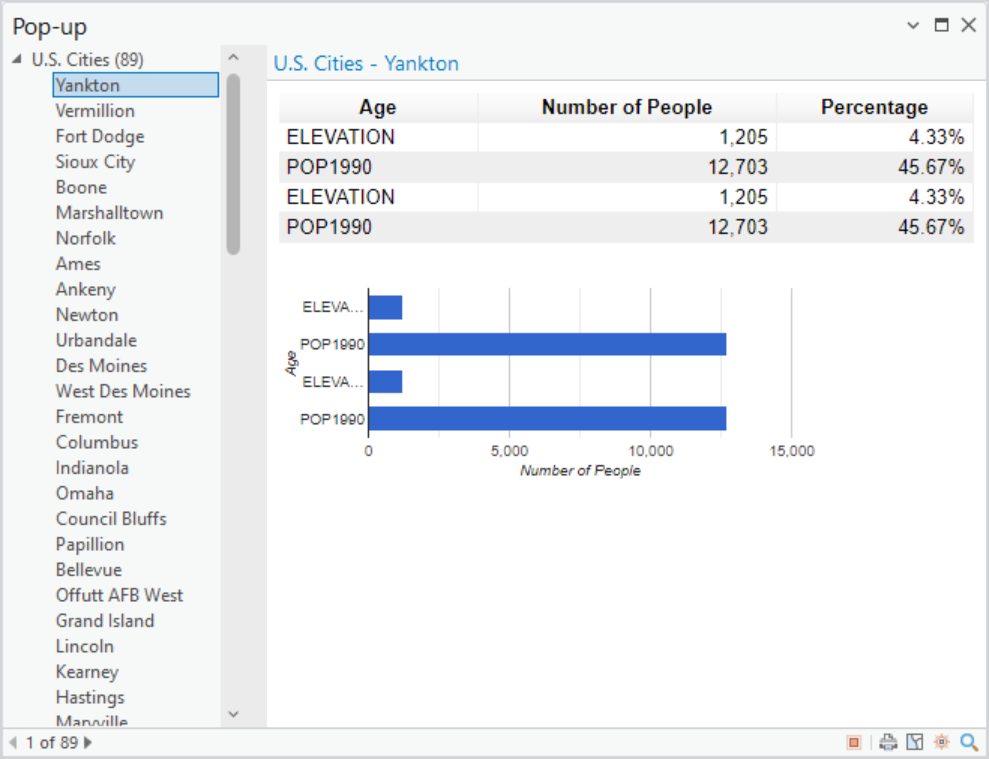 Pop-up
U.S. Cities (89)
Yankton
Vermillion
Fort Dodge
Sioux City
Boone
Marshalltown
Norfolk
Ames
Ankeny
Newton
Urbandale
Des Moines
West Des Moines
Fremont
Columbus
Indianola
Omaha
Council Bluffs
Papillion
Bellevue
Offutt AFB West
Grand Island
Lincoln
Kearney
Hastings
Maryville
1 of 89
U.S. Cities - Yankton
Age Number of People Percentage
ELEVATION 1,205 4.33%
POP1990 12,703 45.67%
ELEVATION 1,205 4.33%
POP1990 12,703 45.67%
ELEVA...
POP1990
ELEVA...
POP1990
Age
0 5,000 10,000 15,000
Number of People